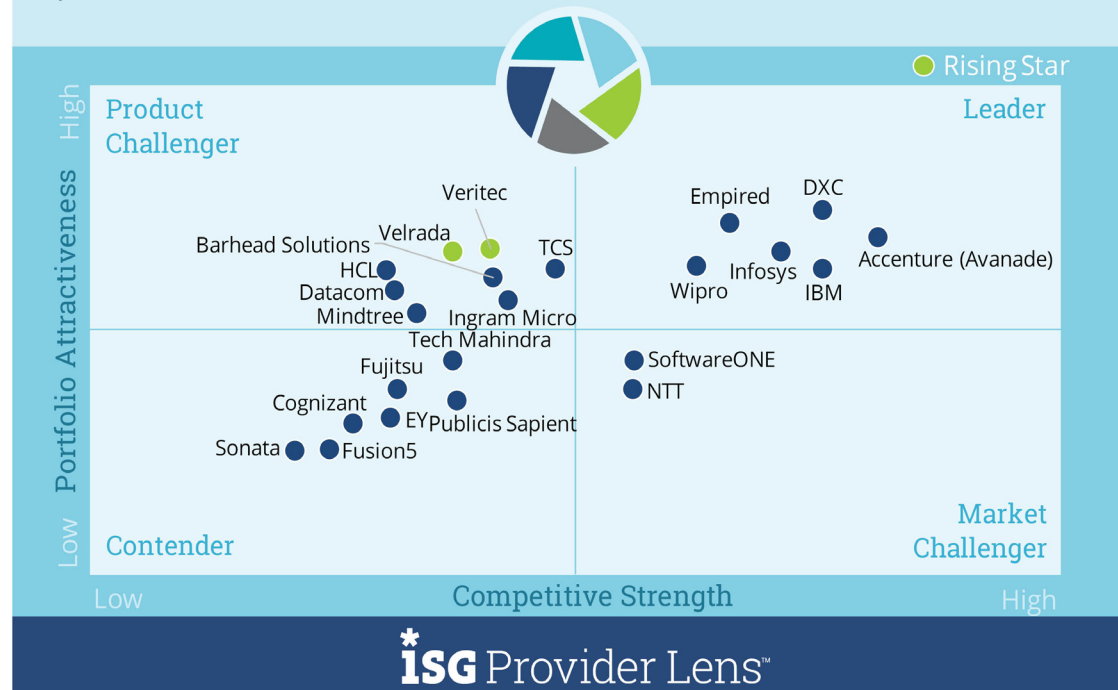 Rising Star
High
Product
Challenger
Leader
Portfolio Attractiveness
Veritec
DXC
Empired
Velrada
Barhead Solutions
TCS
Accenture (Avanade)
HCL
Infosys
Datacom
Wipro
IBM
Mindtree
Ingram Micro
Tech Mahindra
SoftwareONE
Fujitsu
NTT
Cognizant
EY
Publicis Sapient
Sonata
Fusion5
Market
Challenger
Contender
Low
Low
Competitive Strength
High
iSG Provider Lens™